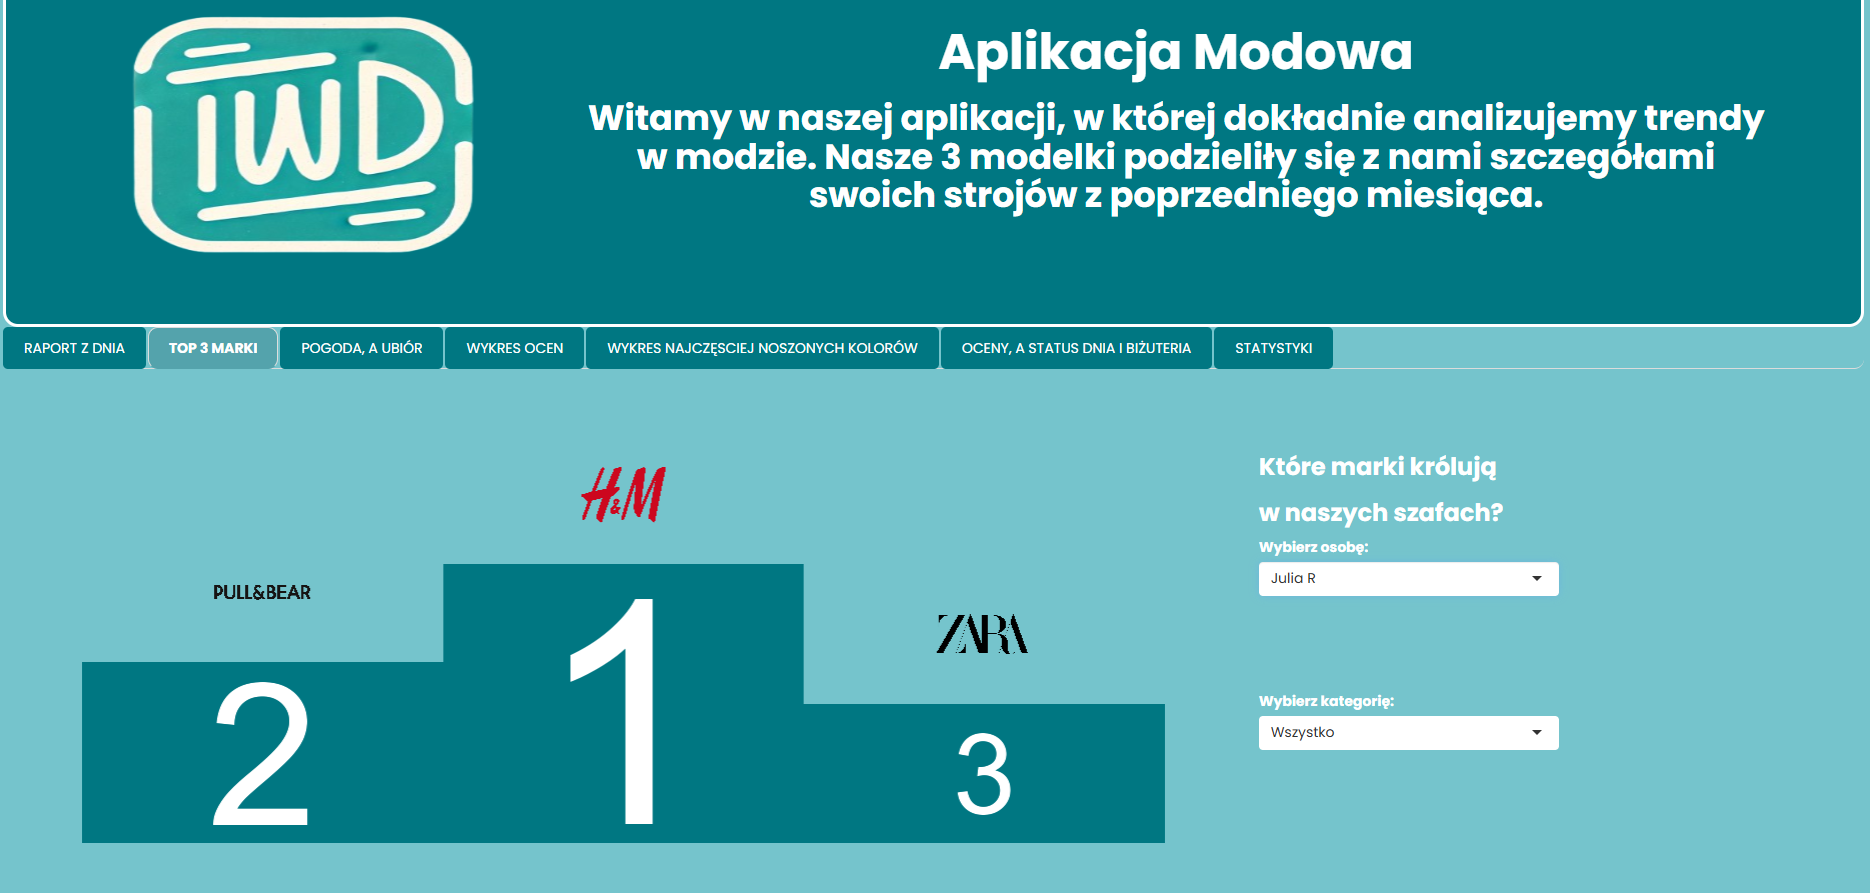 IWD
Aplikacja Modowa
Witamy w naszej aplikacji, w której dokładnie analizujemy trendy
w modzie. Nasze 3 modelki podzieliły się z nami szczegółami
swoich strojów z poprzedniego miesiąca.
RAPORT Z DNIA
TOP 3 MARKI
POGODA, A UBIÓR
WYKRES OCEN
WYKRES NAJCZĘSCIEJ NOSZONYCH KOLORÓW
OCENY, A STATUS DNIA I BIŻUTERIA
STATYSTYKI
H&M
PULL&BEAR
ZARA
2
1
3
Które marki królują
w naszych szafach?
Wybierz osobę:
Julia R
Wybierz kategorię:
Wszystko